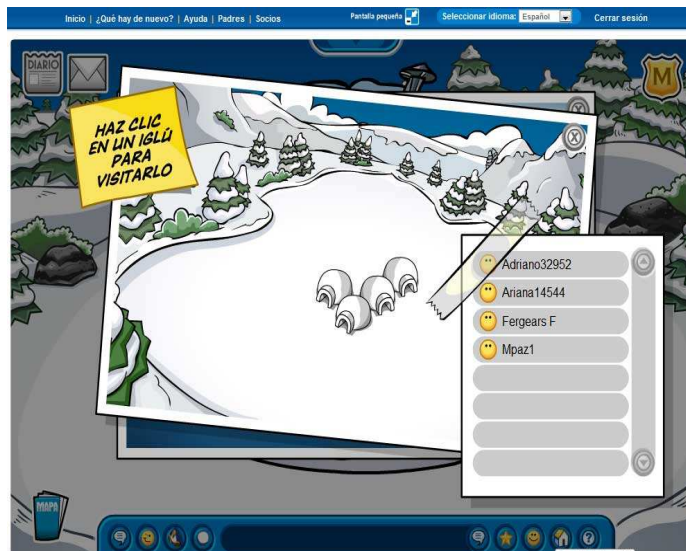 Inicio | ¿Qué hay de nuevo? | Ayuda | Padres | Socios
Pantalla pequeña
Seleccionar idioma: Español
Cerrar sesión
DIARIO
M
HAZ CLIC
EN UN IGLÚ
PARA
VISITARLO
Adriano32952
Ariana14544
Fergears F
Mpaz1
MAPA